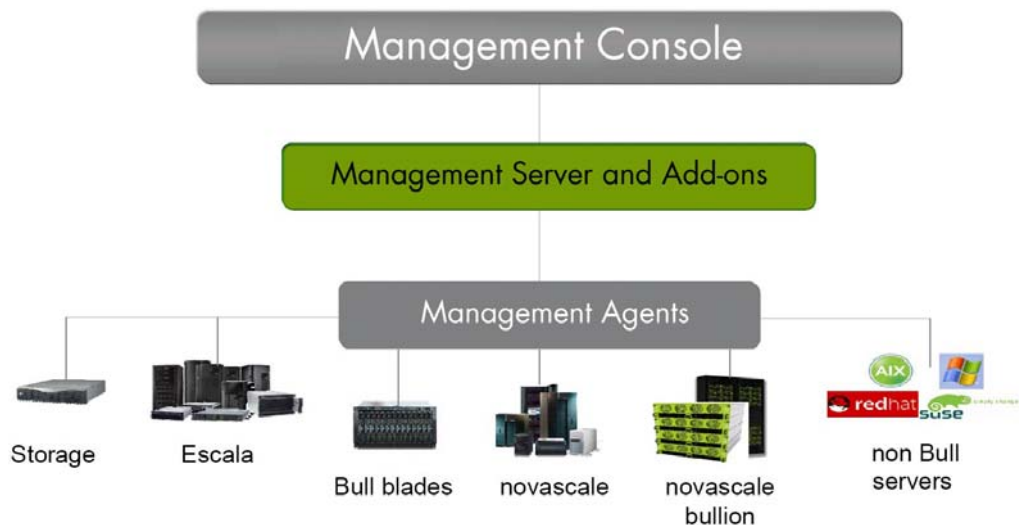 Management Console
Management Server and Add-ons
Management Agents
AIX
redhat
suse
Storage
Escala
Bull blades
novascale
novascale
bullion
non Bull
servers